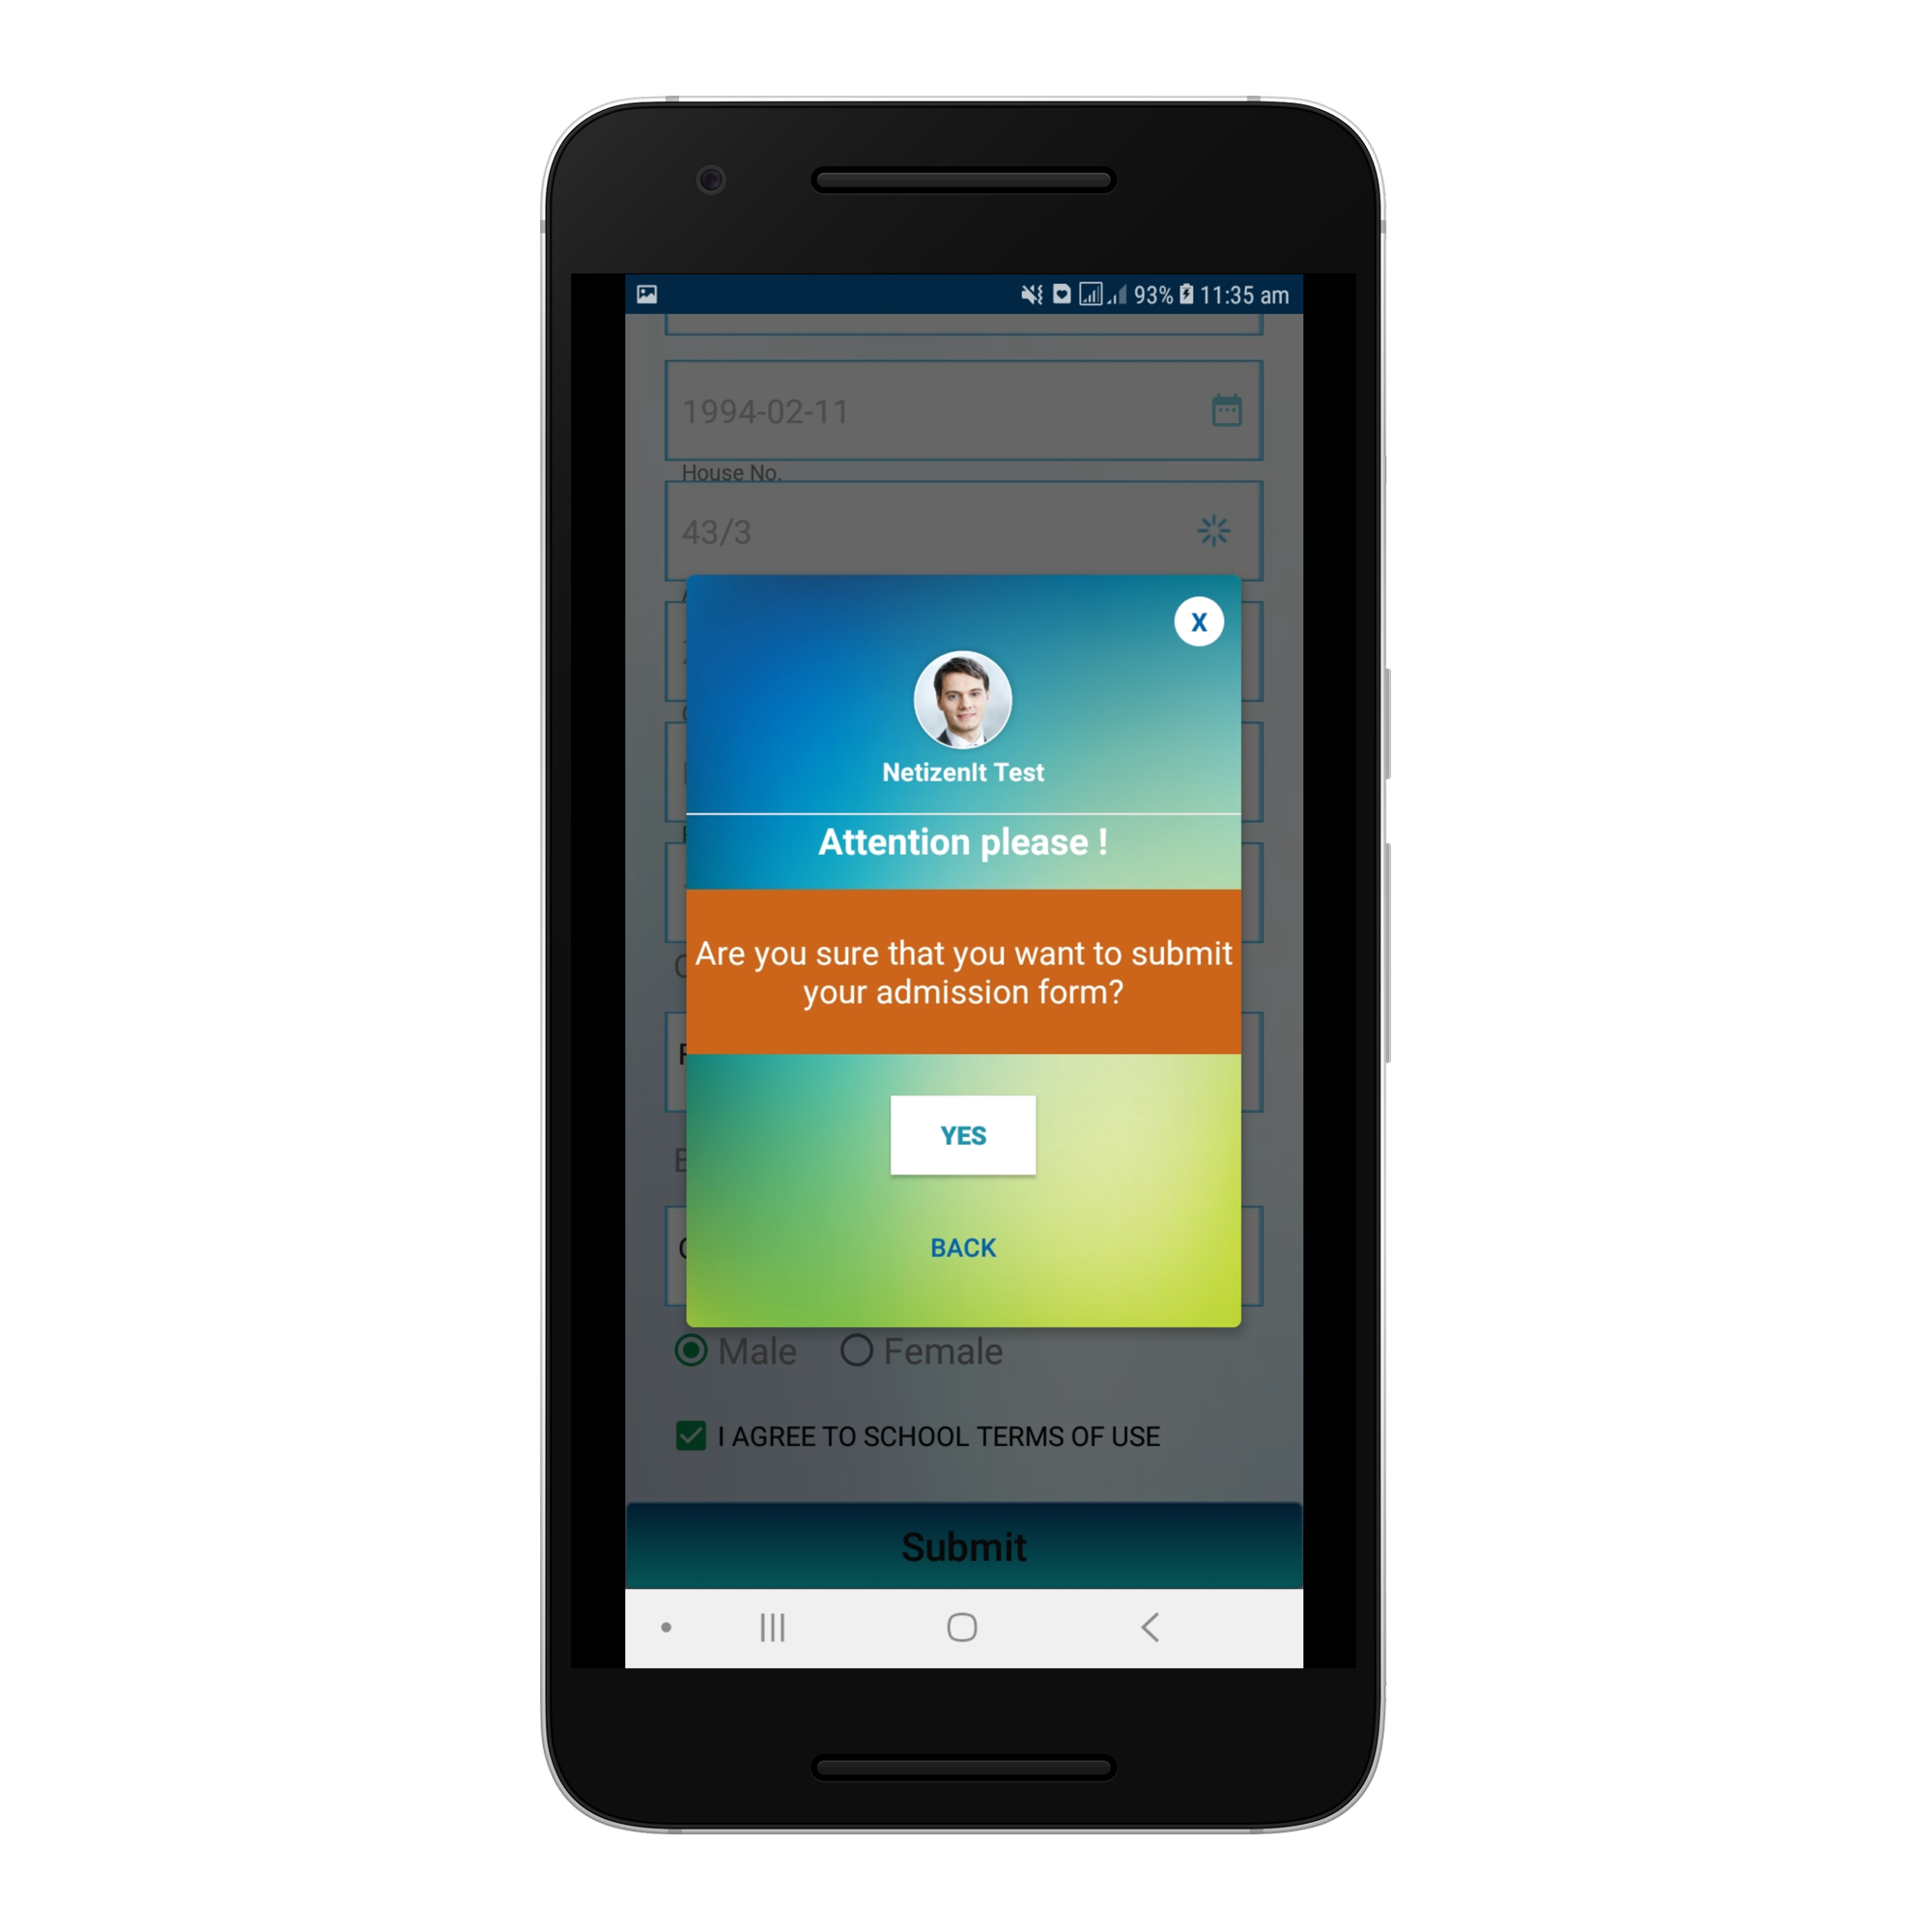 93% 11:35 am
1994-02-11
House No.
43/3
X
NetizenIt Test
Attention please !
Are you sure that you want to submit
your admission form?
YES
BACK
Male Female
I AGREE TO SCHOOL TERMS OF USE
Submit